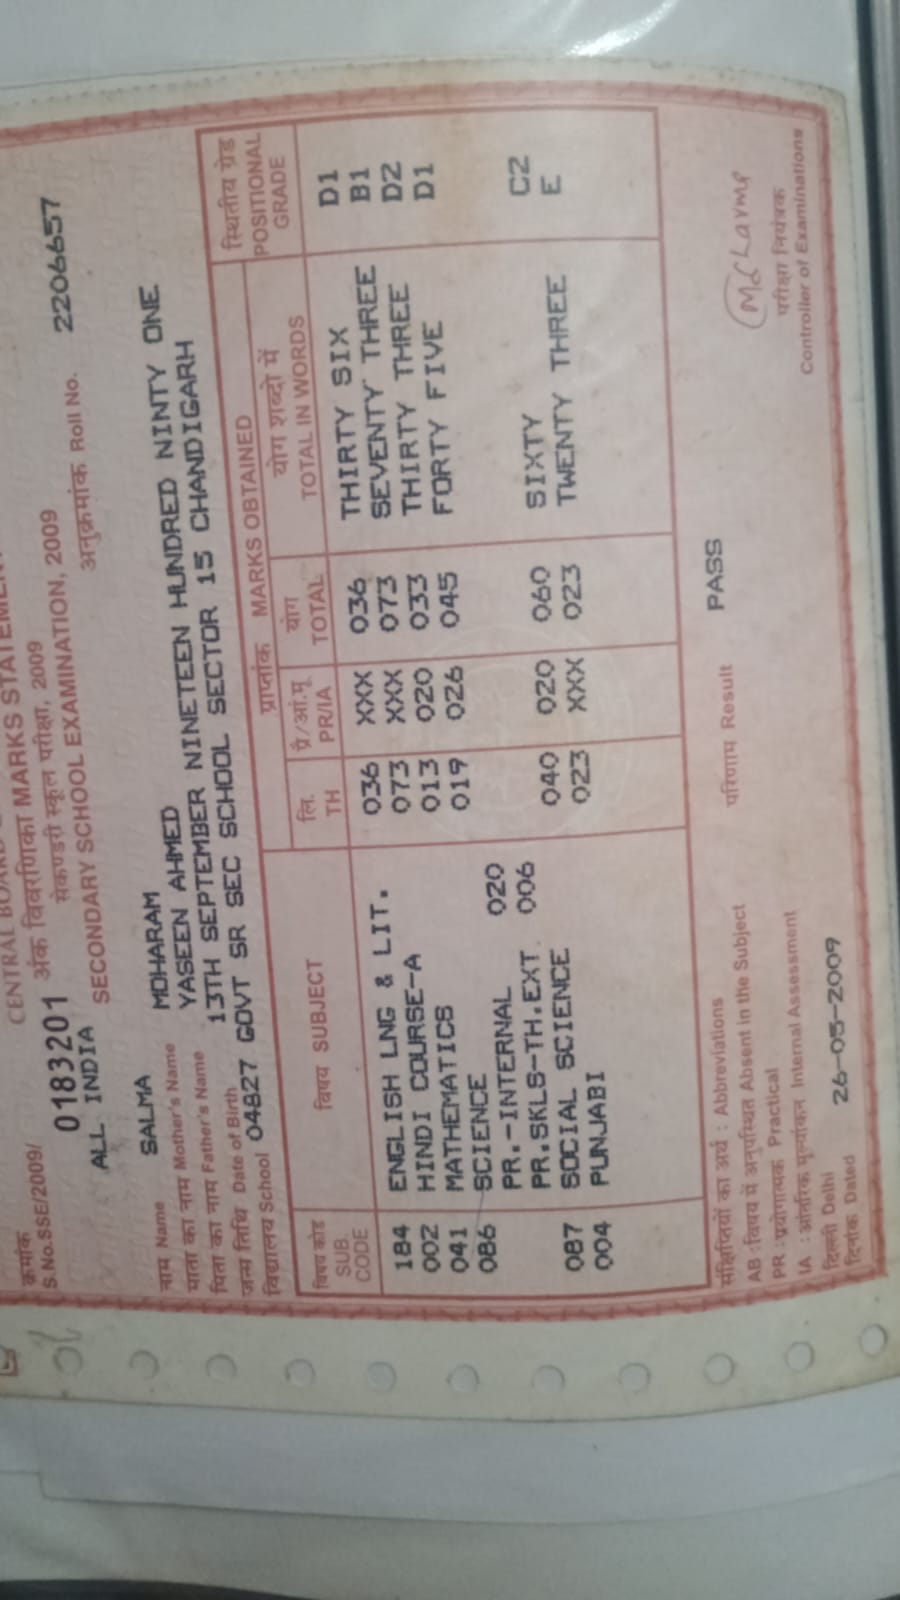 CENTRAL BOARD
क्रमांक
S.No.SSE/2009/ 0183201 अंक विवरणिका MARKS STATEMENT
सेकण्डरी स्कूल परीक्षा, 2009
ALL INDIA SECONDARY SCHOOL EXAMINATION, 2009
अनुक्रमांक Roll No. 2206657
नाम Name SALMA
माता का नाम Mother's Name MOHARAM
पिता का नाम Father's Name YASEEN AHMED
जन्म तिथि Date of Birth 13TH SEPTEMBER NINETEEN HUNDRED NINTY ONE
विद्यालय School 04827 GOVT SR SEC SCHOOL SECTOR 15 CHANDIGARH
प्राप्तांक MARKS OBTAINED
विषय कोड SUB. CODE विषय SUBJECT लि. TH प्रै/आं.मू PR/IA योग TOTAL योग शब्दो में TOTAL IN WORDS स्थितीय ग्रेड POSITIONAL GRADE
184 ENGLISH LNG & LIT. 036 XXX 036 THIRTY SIX D1
002 HINDI COURSE-A 073 XXX 073 SEVENTY THREE B1
041 MATHEMATICS 013 020 033 THIRTY THREE D2
086 SCIENCE 019 026 045 FORTY FIVE D1
PR.-INTERNAL 020
PR.SKLS-TH.EXT. 006
087 SOCIAL SCIENCE 040 020 060 SIXTY C2
004 PUNJABI 023 XXX 023 TWENTY THREE E
परिणाम Result PASS
संक्षिप्तियों का अर्थ : Abbreviations
AB :विषय में अनुपस्थित Absent in the Subject
PR :प्रयोगात्मक Practical
IA : आंतरिक मूल्यांकन Internal Assessment
दिल्ली Delhi
दिनांक Dated 26-05-2009
परीक्षा नियंत्रक
Controller of Examinations